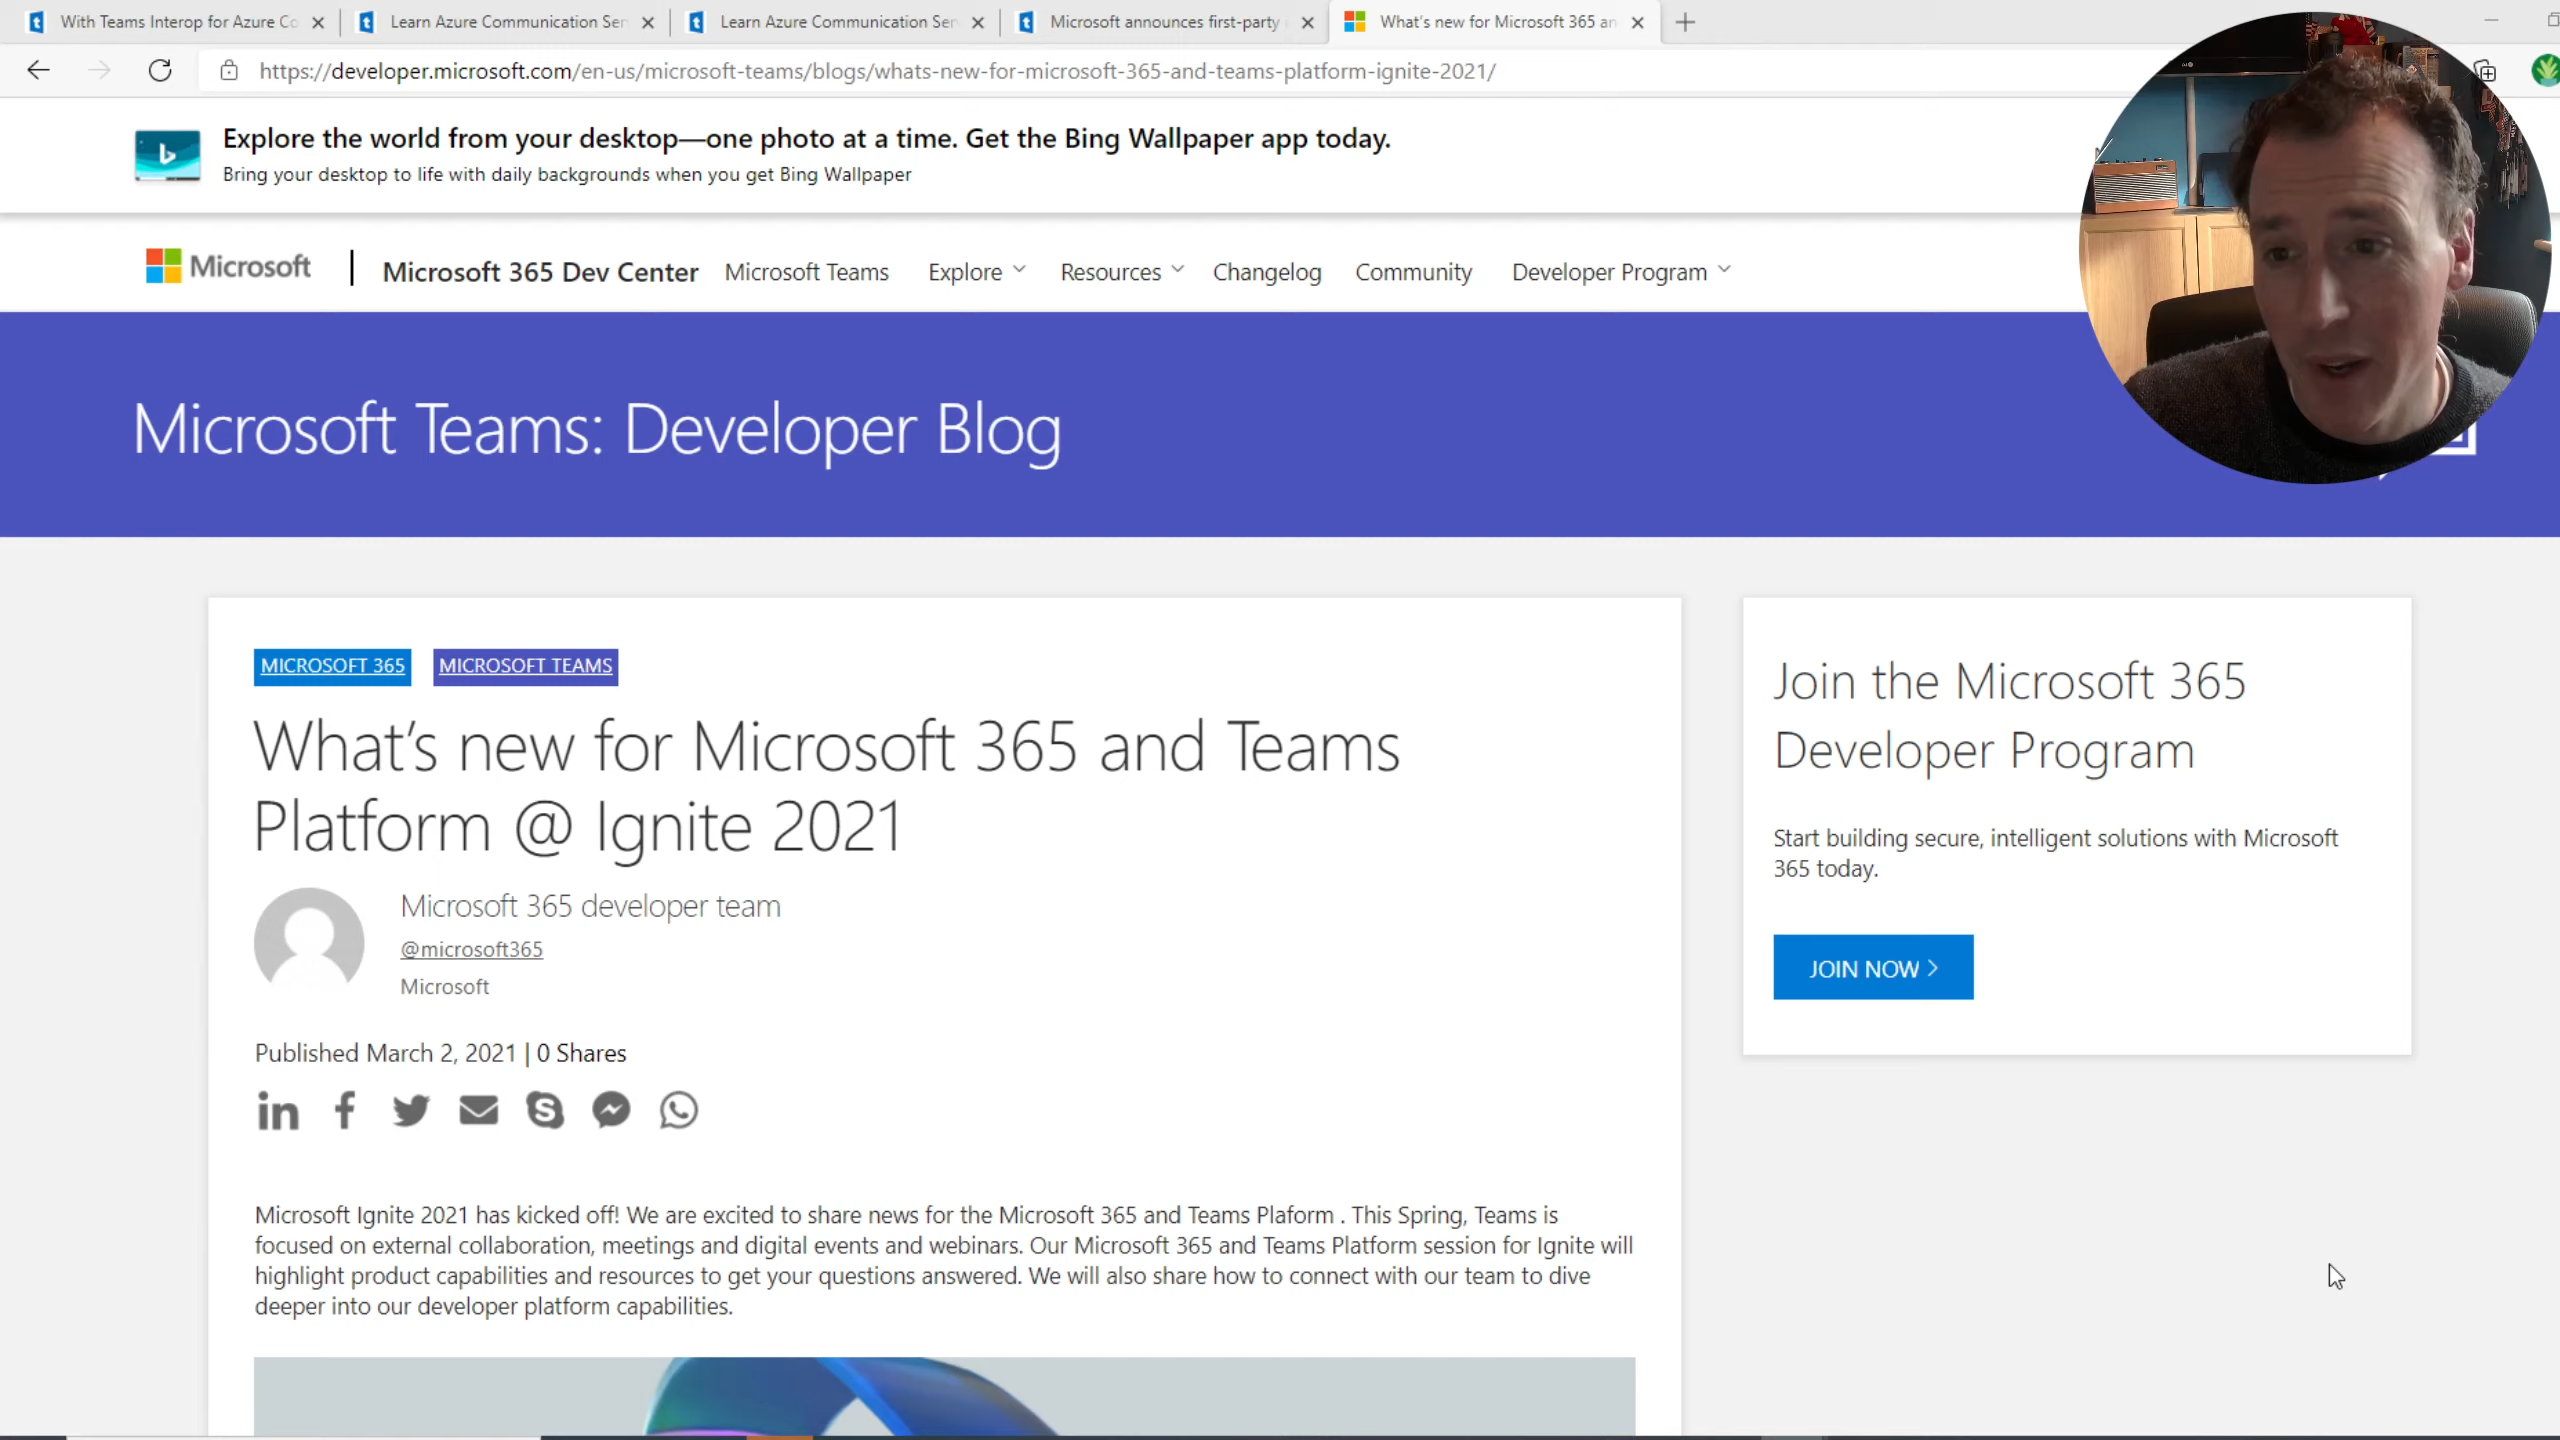 With Teams Interop for Azure Co
Learn Azure Communication Ser
Learn Azure Communication Ser
Microsoft announces first-party
What's new for Microsoft 365 an
https://developer.microsoft.com/en-us/microsoft-teams/blogs/whats-new-for-microsoft-365-and-teams-platform-ignite-2021/
Explore the world from your desktop—one photo at a time. Get the Bing Wallpaper app today.
Bring your desktop to life with daily backgrounds when you get Bing Wallpaper
Microsoft
Microsoft 365 Dev Center
Microsoft Teams
Explore
Resources
Changelog
Community
Developer Program
Microsoft Teams: Developer Blog
MICROSOFT 365
MICROSOFT TEAMS
What's new for Microsoft 365 and Teams
Platform @ Ignite 2021
Microsoft 365 developer team
@microsoft365
Microsoft
Published March 2, 2021 | 0 Shares
Microsoft Ignite 2021 has kicked off! We are excited to share news for the Microsoft 365 and Teams Plaform . This Spring, Teams is
focused on external collaboration, meetings and digital events and webinars. Our Microsoft 365 and Teams Platform session for Ignite will
highlight product capabilities and resources to get your questions answered. We will also share how to connect with our team to dive
deeper into our developer platform capabilities.
Join the Microsoft 365
Developer Program
Start building secure, intelligent solutions with Microsoft
365 today.
JOIN NOW